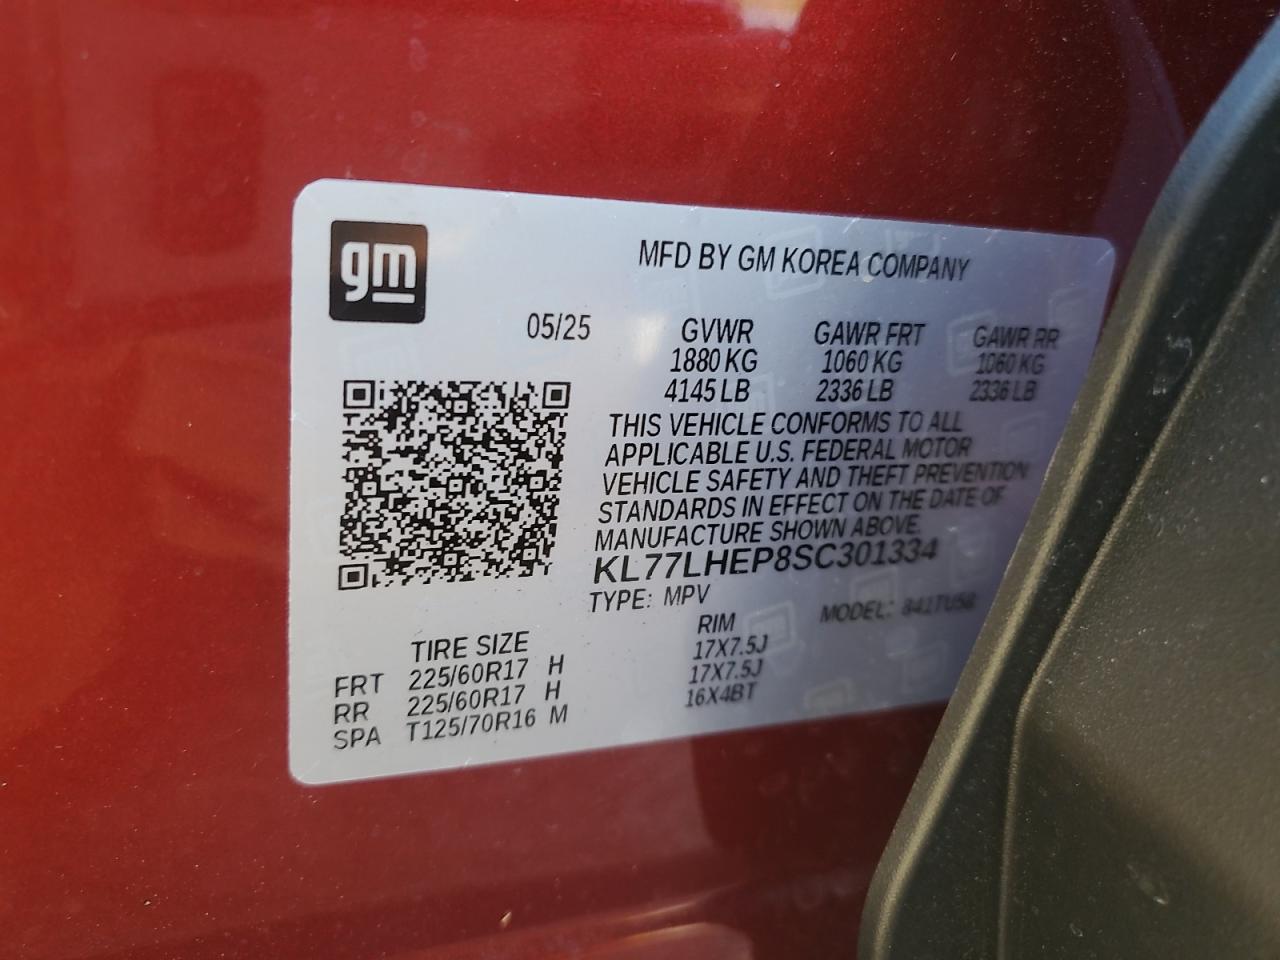 gm
MFD BY GM KOREA COMPANY
05/25 GVWR GAWR FRT GAWR RR
1880 KG 1060 KG 1060 KG
4145 LB 2336 LB 2336 LB
THIS VEHICLE CONFORMS TO ALL
APPLICABLE U.S. FEDERAL MOTOR
VEHICLE SAFETY AND THEFT PREVENTION
STANDARDS IN EFFECT ON THE DATE OF
MANUFACTURE SHOWN ABOVE.
KL77LHEP8SC301334
TYPE: MPV MODEL: 841TU58
TIRE SIZE RIM
FRT 225/60R17 H 17X7.5J
RR 225/60R17 H 17X7.5J
SPA T125/70R16 M 16X4BT